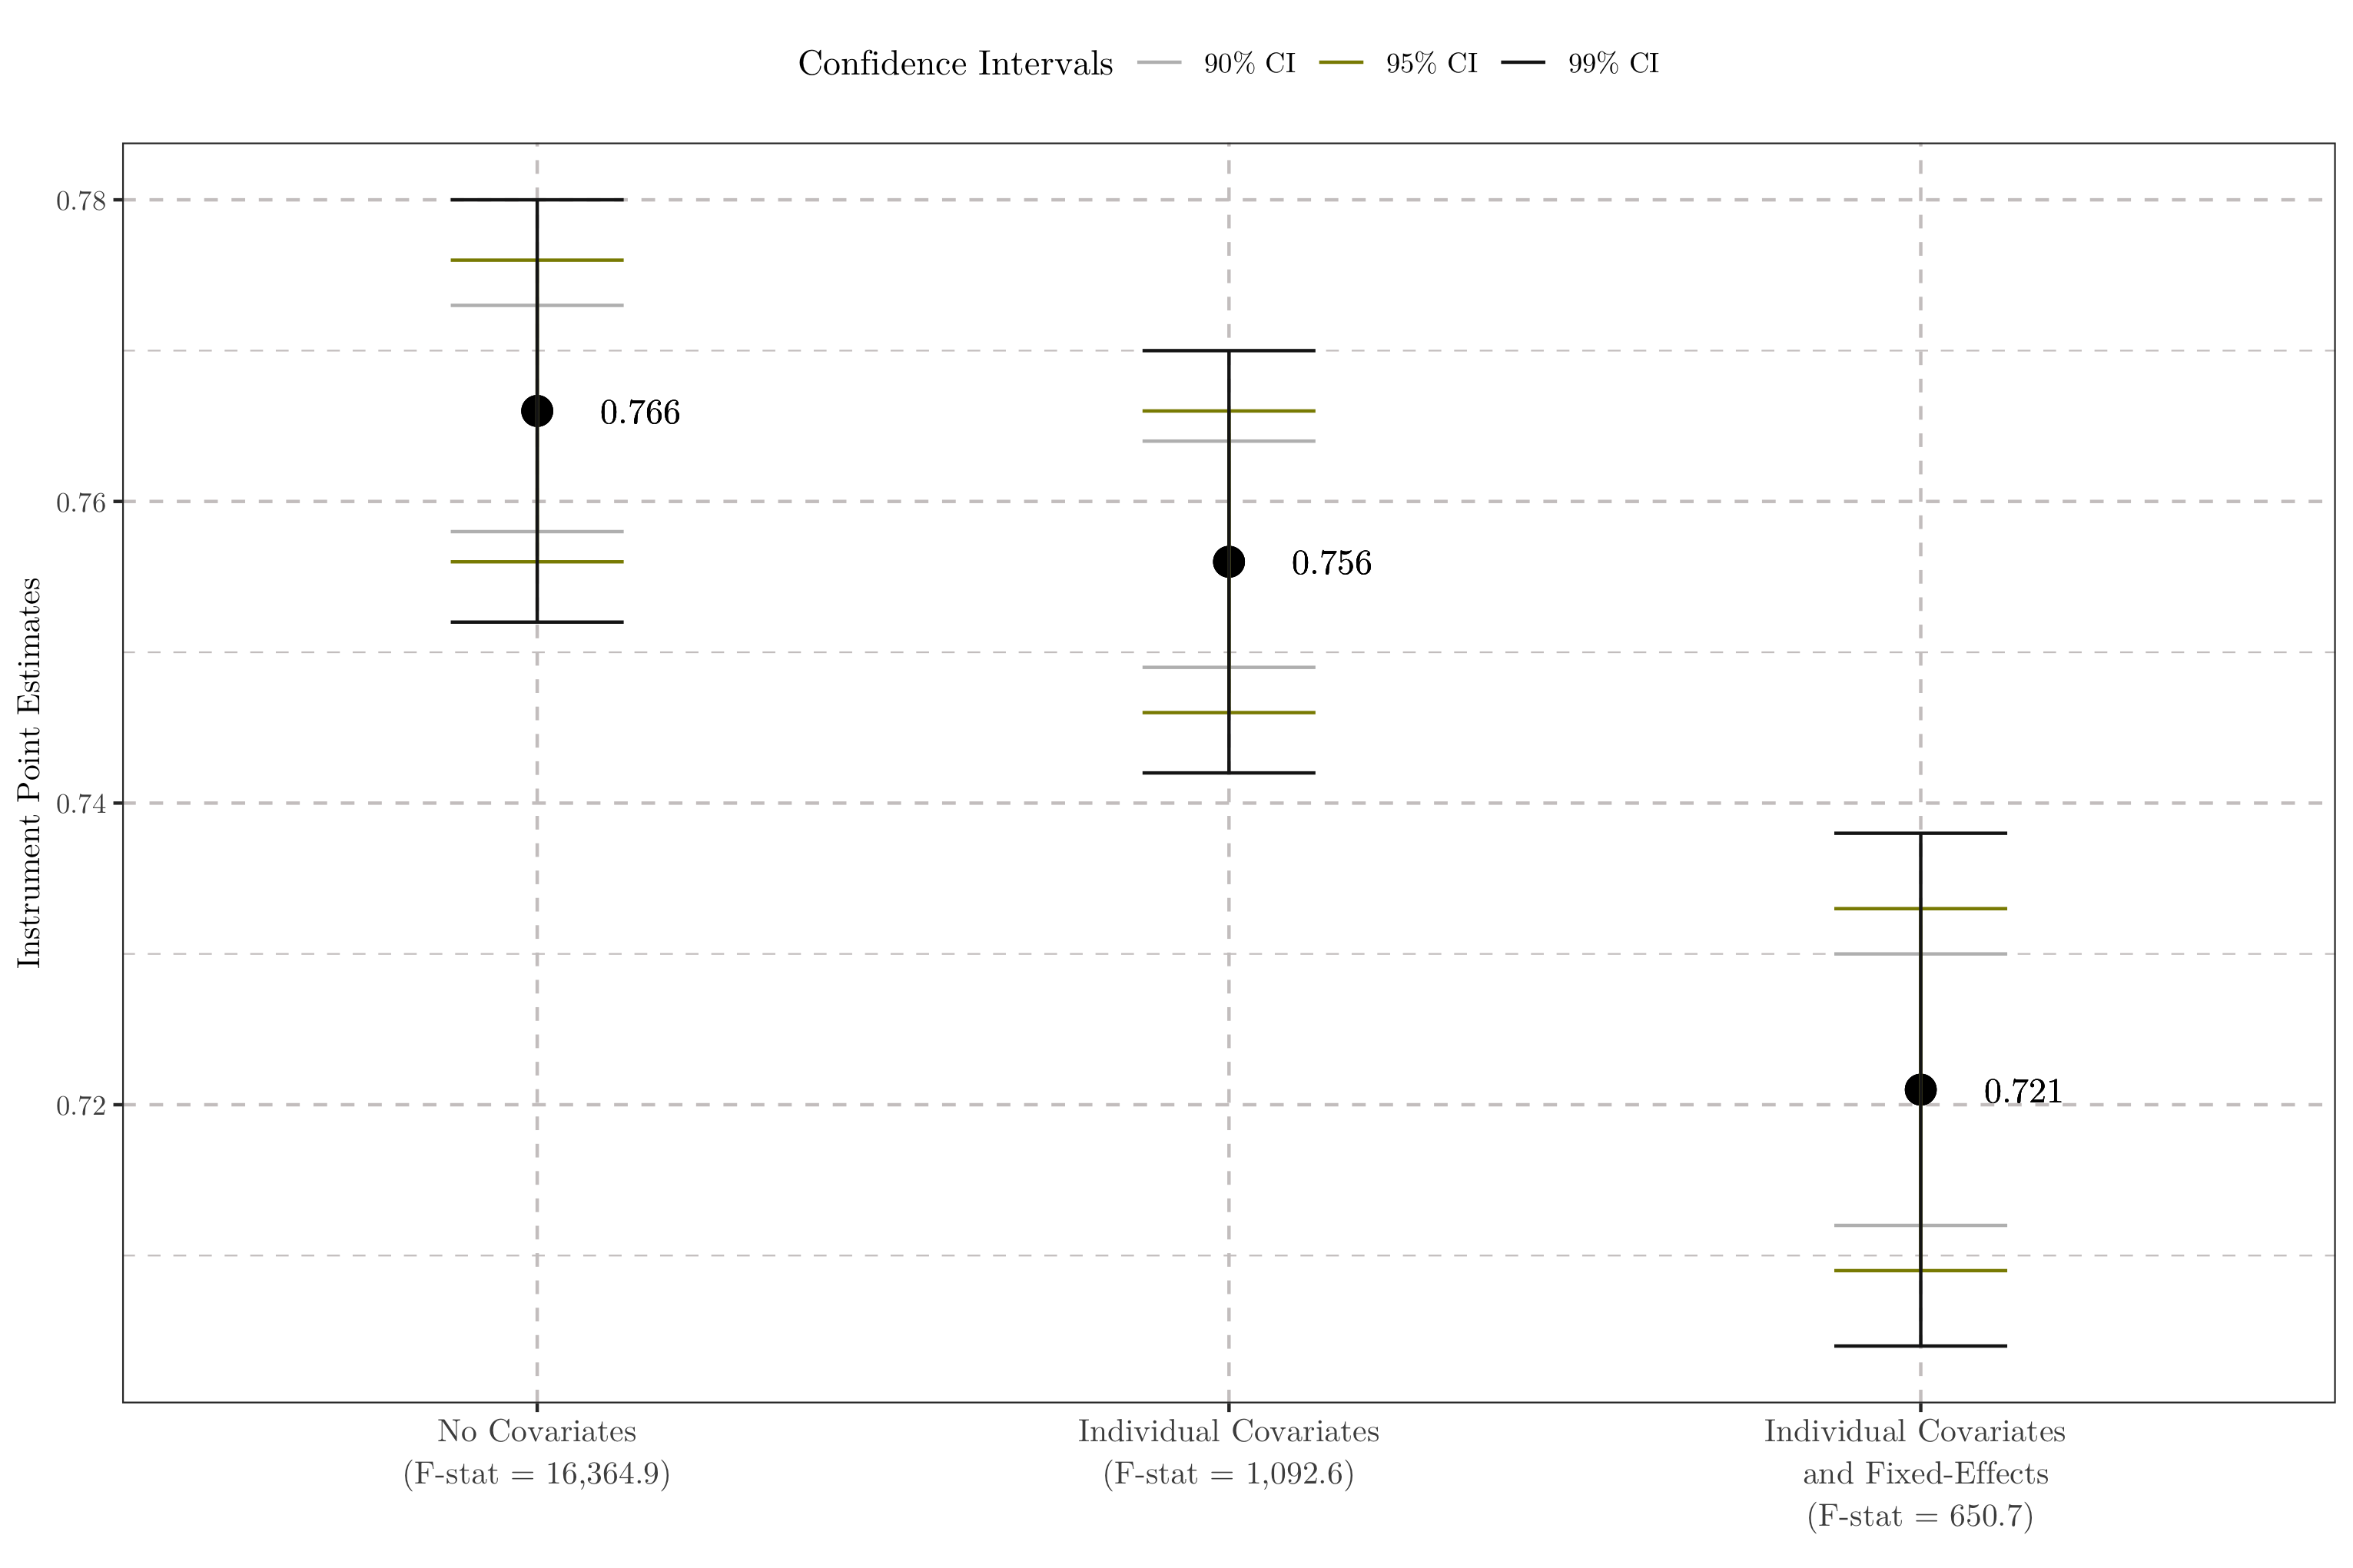 Confidence Intervals 90% CI 95% CI 99% CI
0.78
0.76
0.74
0.72
Instrument Point Estimates
0.766
0.756
0.721
No Covariates
(F-stat = 16,364.9)
Individual Covariates
(F-stat = 1,092.6)
Individual Covariates
and Fixed-Effects
(F-stat = 650.7)